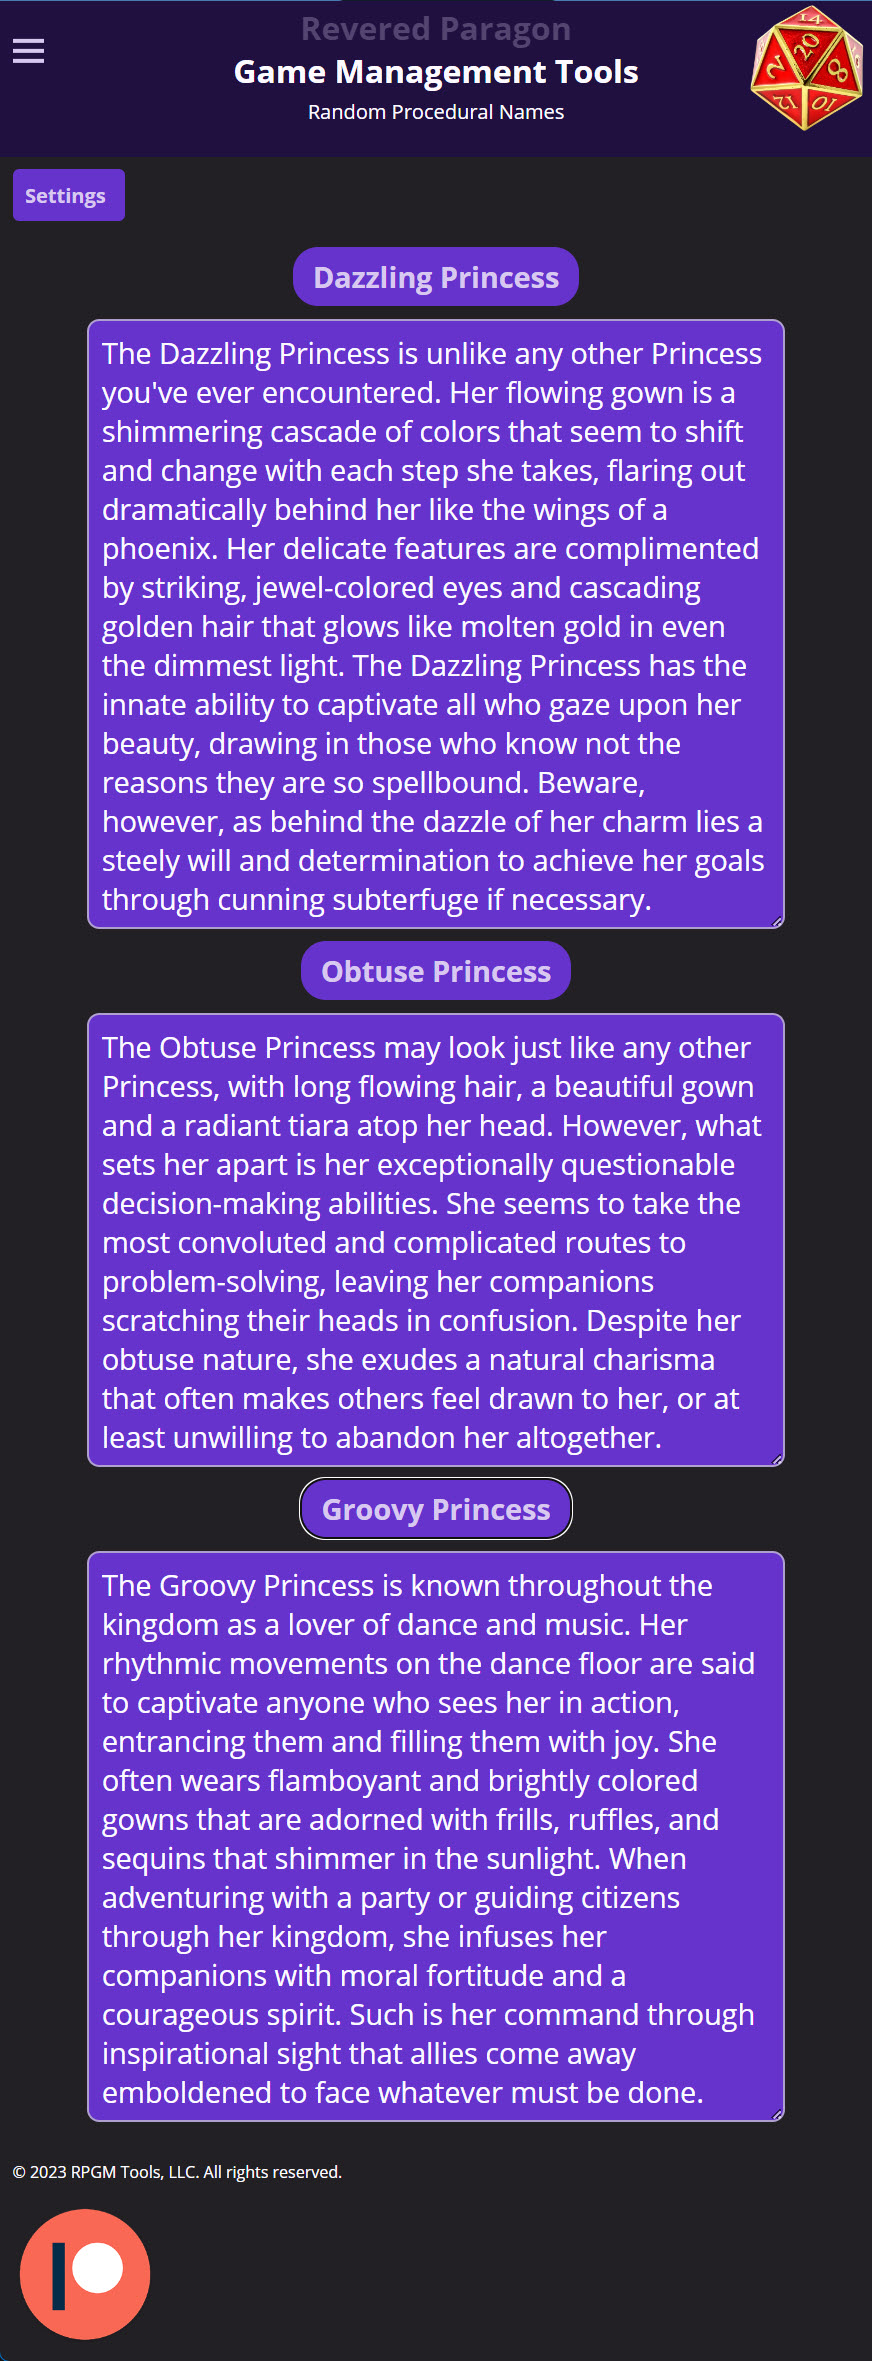 Revered Paragon
Game Management Tools
Random Procedural Names
14
20
2
8
12
10
Settings
Dazzling Princess
The Dazzling Princess is unlike any other Princess
you've ever encountered. Her flowing gown is a
shimmering cascade of colors that seem to shift
and change with each step she takes, flaring out
dramatically behind her like the wings of a
phoenix. Her delicate features are complimented
by striking, jewel-colored eyes and cascading
golden hair that glows like molten gold in even
the dimmest light. The Dazzling Princess has the
innate ability to captivate all who gaze upon her
beauty, drawing in those who know not the
reasons they are so spellbound. Beware,
however, as behind the dazzle of her charm lies a
steely will and determination to achieve her goals
through cunning subterfuge if necessary.
Obtuse Princess
The Obtuse Princess may look just like any other
Princess, with long flowing hair, a beautiful gown
and a radiant tiara atop her head. However, what
sets her apart is her exceptionally questionable
decision-making abilities. She seems to take the
most convoluted and complicated routes to
problem-solving, leaving her companions
scratching their heads in confusion. Despite her
obtuse nature, she exudes a natural charisma
that often makes others feel drawn to her, or at
least unwilling to abandon her altogether.
Groovy Princess
The Groovy Princess is known throughout the
kingdom as a lover of dance and music. Her
rhythmic movements on the dance floor are said
to captivate anyone who sees her in action,
entrancing them and filling them with joy. She
often wears flamboyant and brightly colored
gowns that are adorned with frills, ruffles, and
sequins that shimmer in the sunlight. When
adventuring with a party or guiding citizens
through her kingdom, she infuses her
companions with moral fortitude and a
courageous spirit. Such is her command through
inspirational sight that allies come away
emboldened to face whatever must be done.
© 2023 RPGM Tools, LLC. All rights reserved.